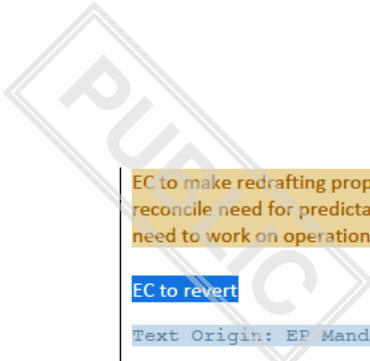 PUBLIC
EC to make redrafting prop
reconcile need for predicta
need to work on operation
EC to revert
Text Origin: EP Mand